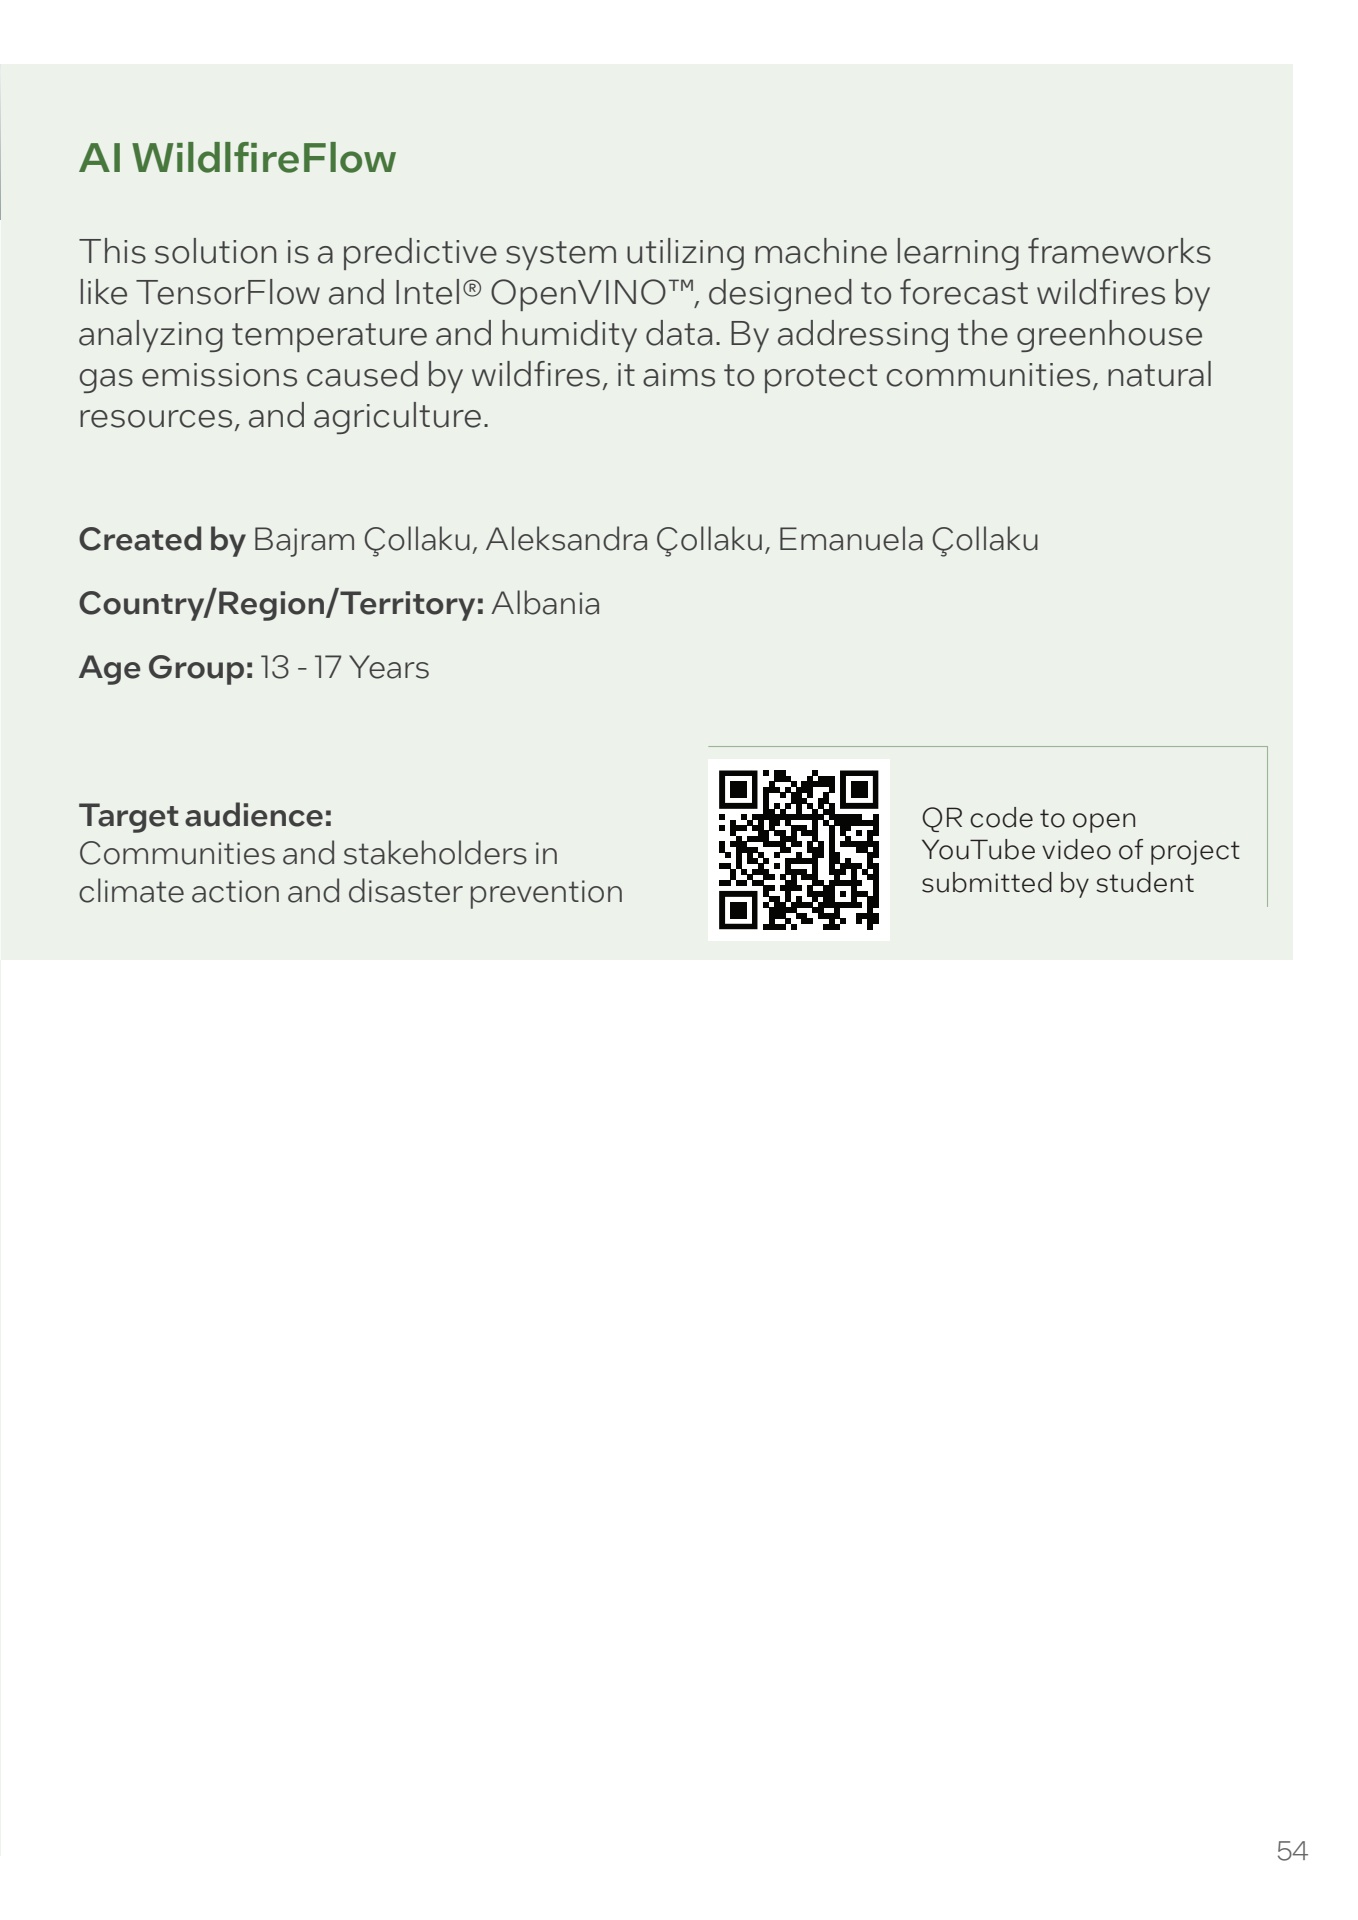 AI WildlfireFlow
This solution is a predictive system utilizing machine learning frameworks
like TensorFlow and Intel® OpenVINO™, designed to forecast wildfires by
analyzing temperature and humidity data. By addressing the greenhouse
gas emissions caused by wildfires, it aims to protect communities, natural
resources, and agriculture.
Created by Bajram Çollaku, Aleksandra Çollaku, Emanuela Çollaku
Country/Region/Territory: Albania
Age Group: 13 - 17 Years
Target audience:
Communities and stakeholders in
climate action and disaster prevention
QR code to open
YouTube video of project
submitted by student
54